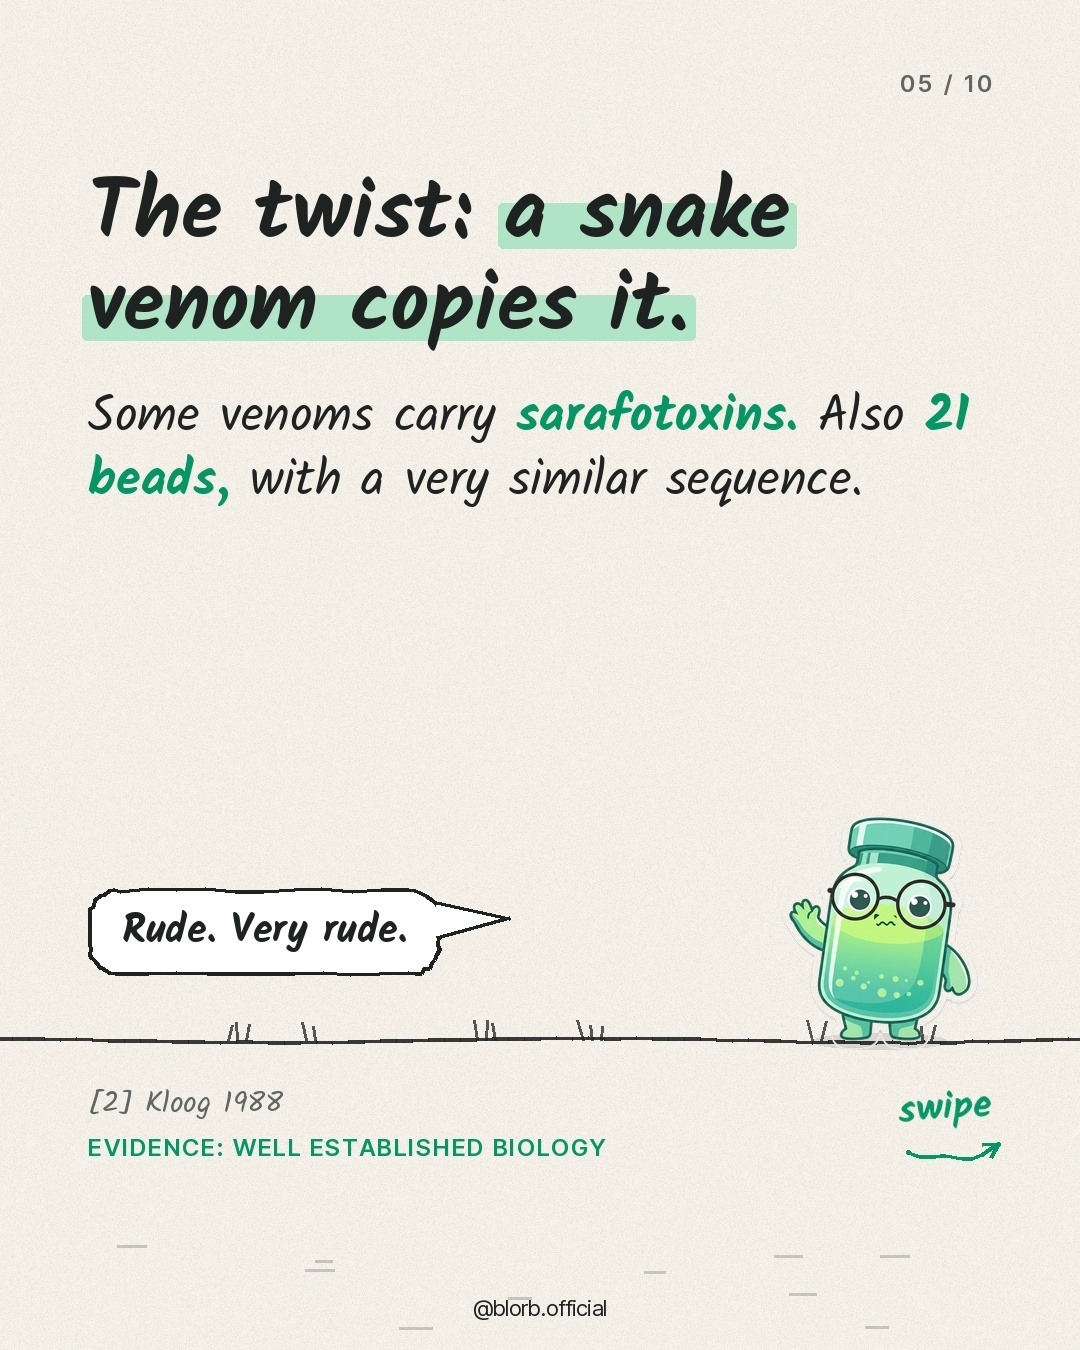 05 / 10
The twist: a snake
venom copies it.
Some venoms carry sarafotoxins. Also 21
beads, with a very similar sequence.
Rude. Very rude.
[2] Kloog 1988
EVIDENCE: WELL ESTABLISHED BIOLOGY
swipe
@blorb.official